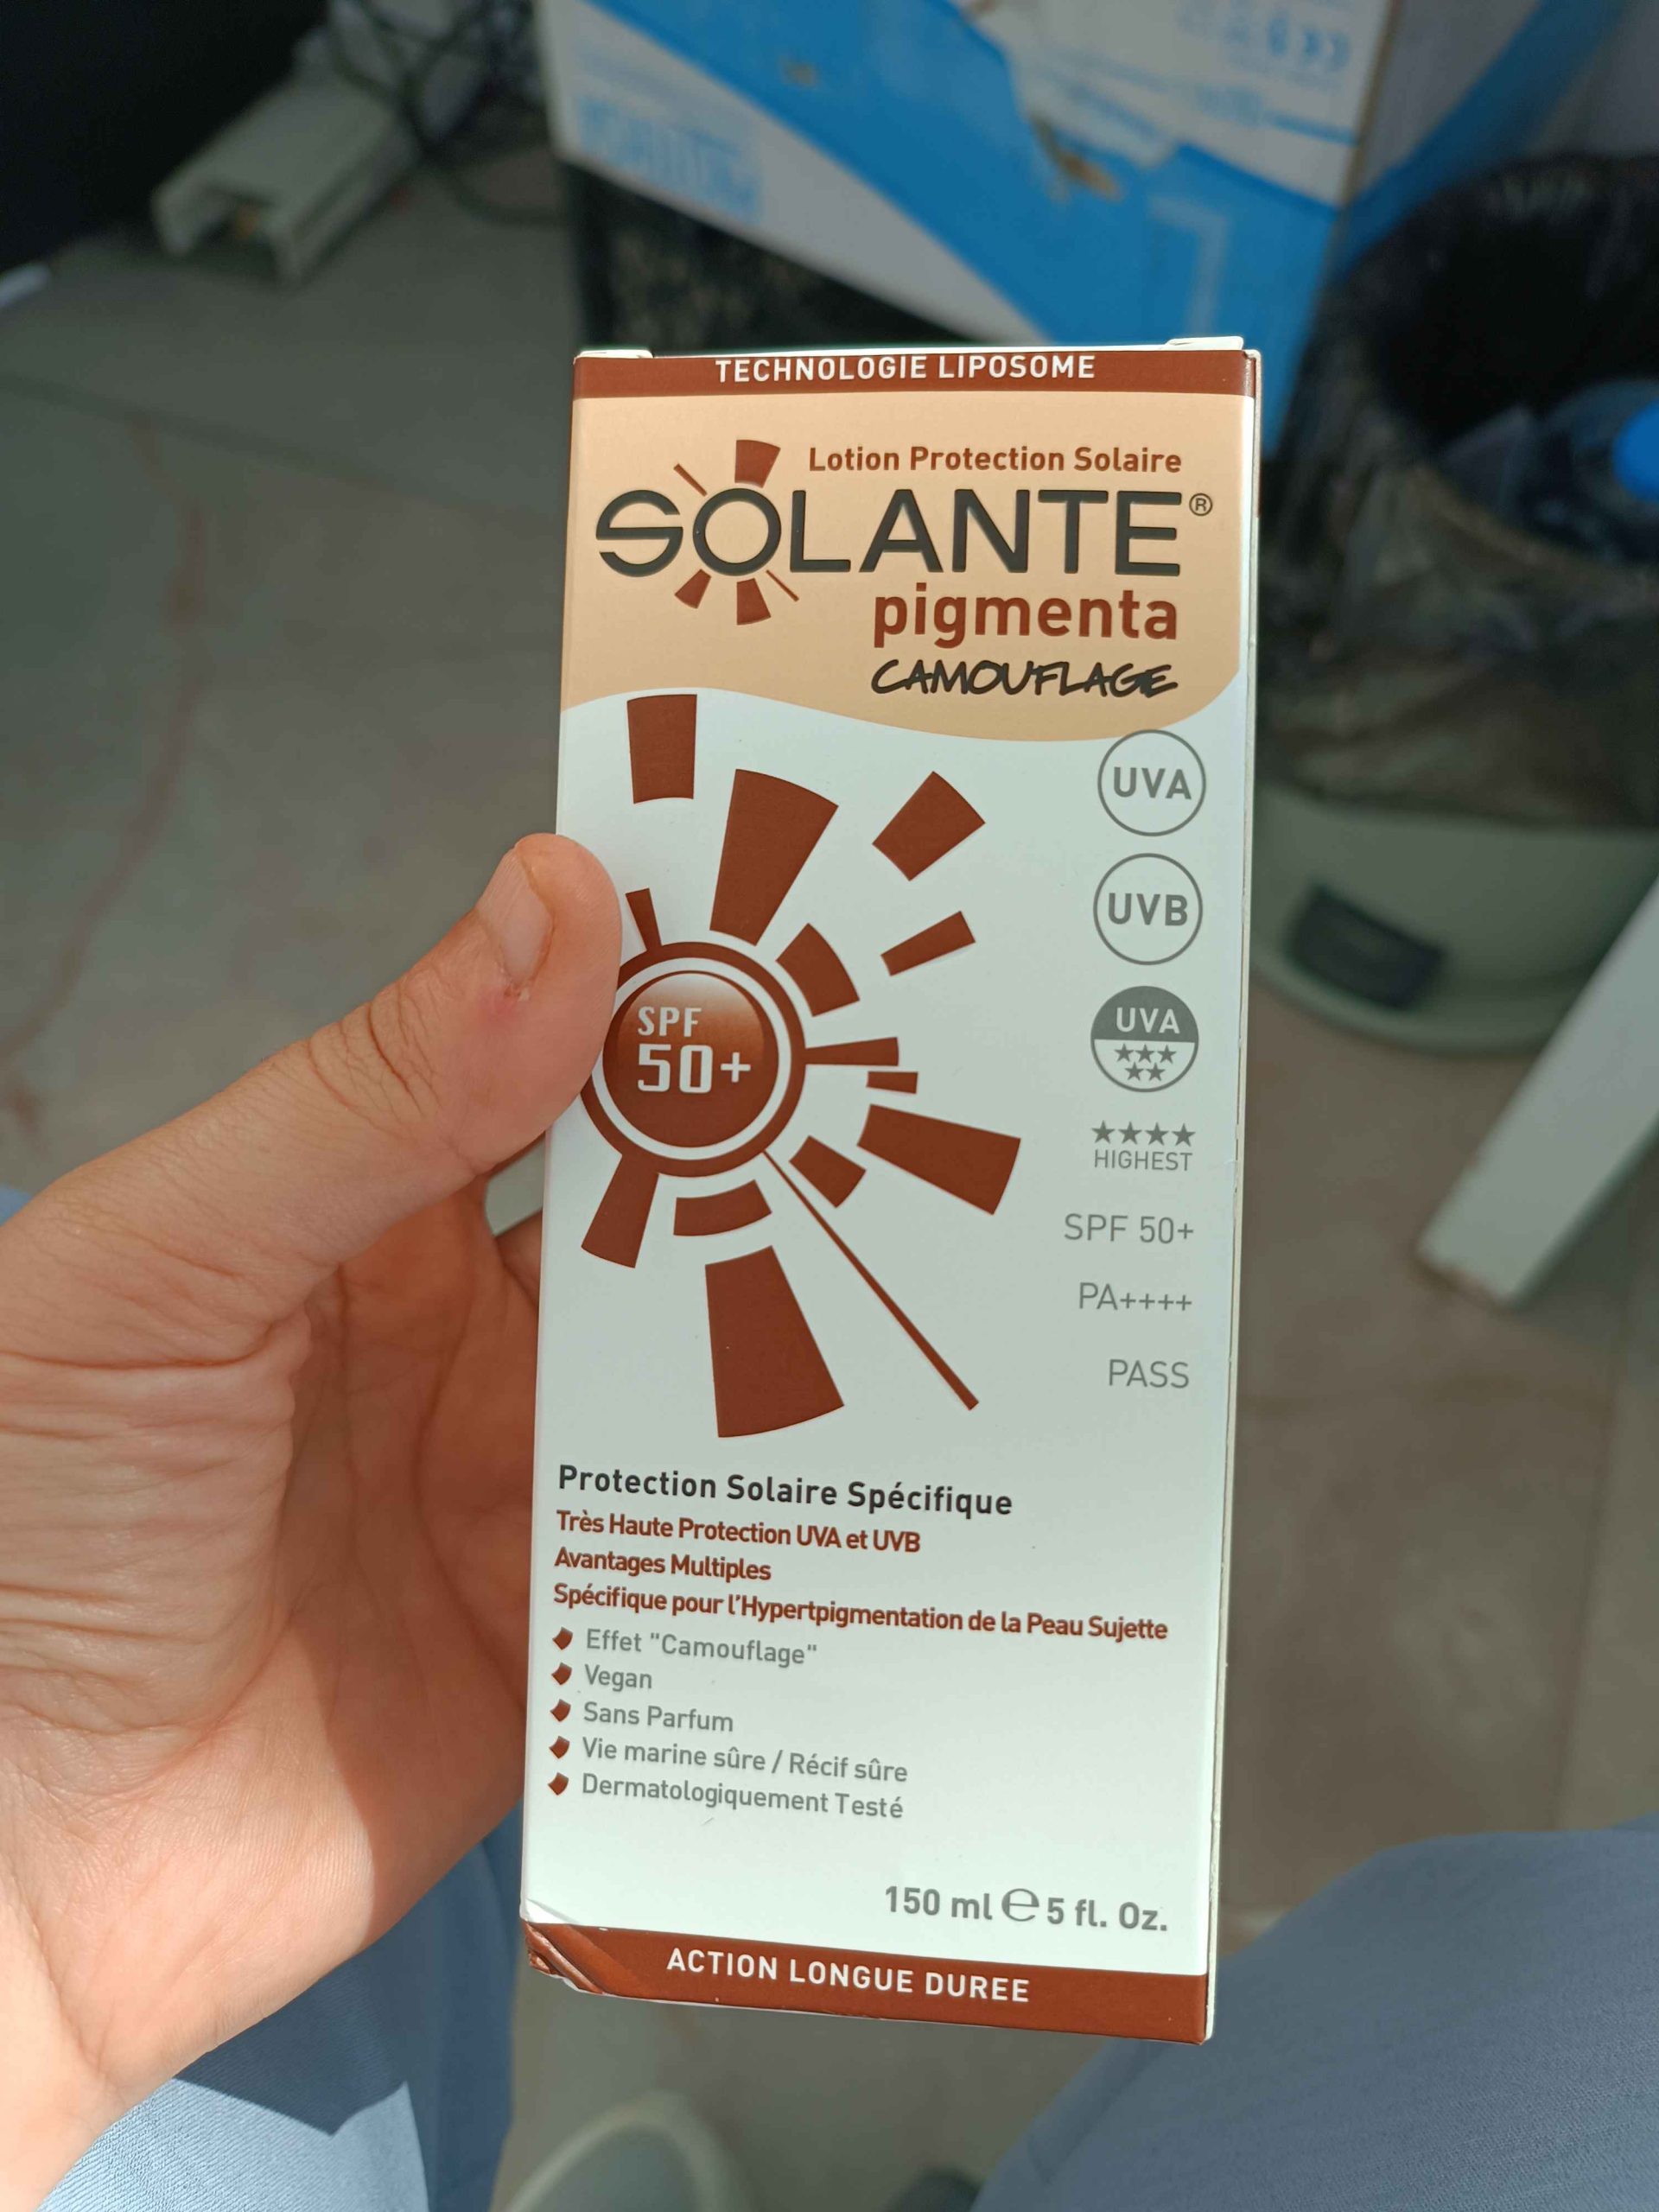 TECHNOLOGIE LIPOSOME
Lotion Protection Solaire
SOLANTE®
pigmenta
CAMOUFLAGE
UVA
UVB
UVA
★★★
★★
★★★★
HIGHEST
SPF
50+
SPF 50+
PA++++
PASS
Protection Solaire Spécifique
Très Haute Protection UVA et UVB
Avantages Multiples
Spécifique pour l'Hypertpigmentation de la Peau Sujette
Effet "Camouflage"
Vegan
Sans Parfum
Vie marine sûre / Récif sûre
Dermatologiquement Testé
150 ml ℮ 5 fl. Oz.
ACTION LONGUE DUREE